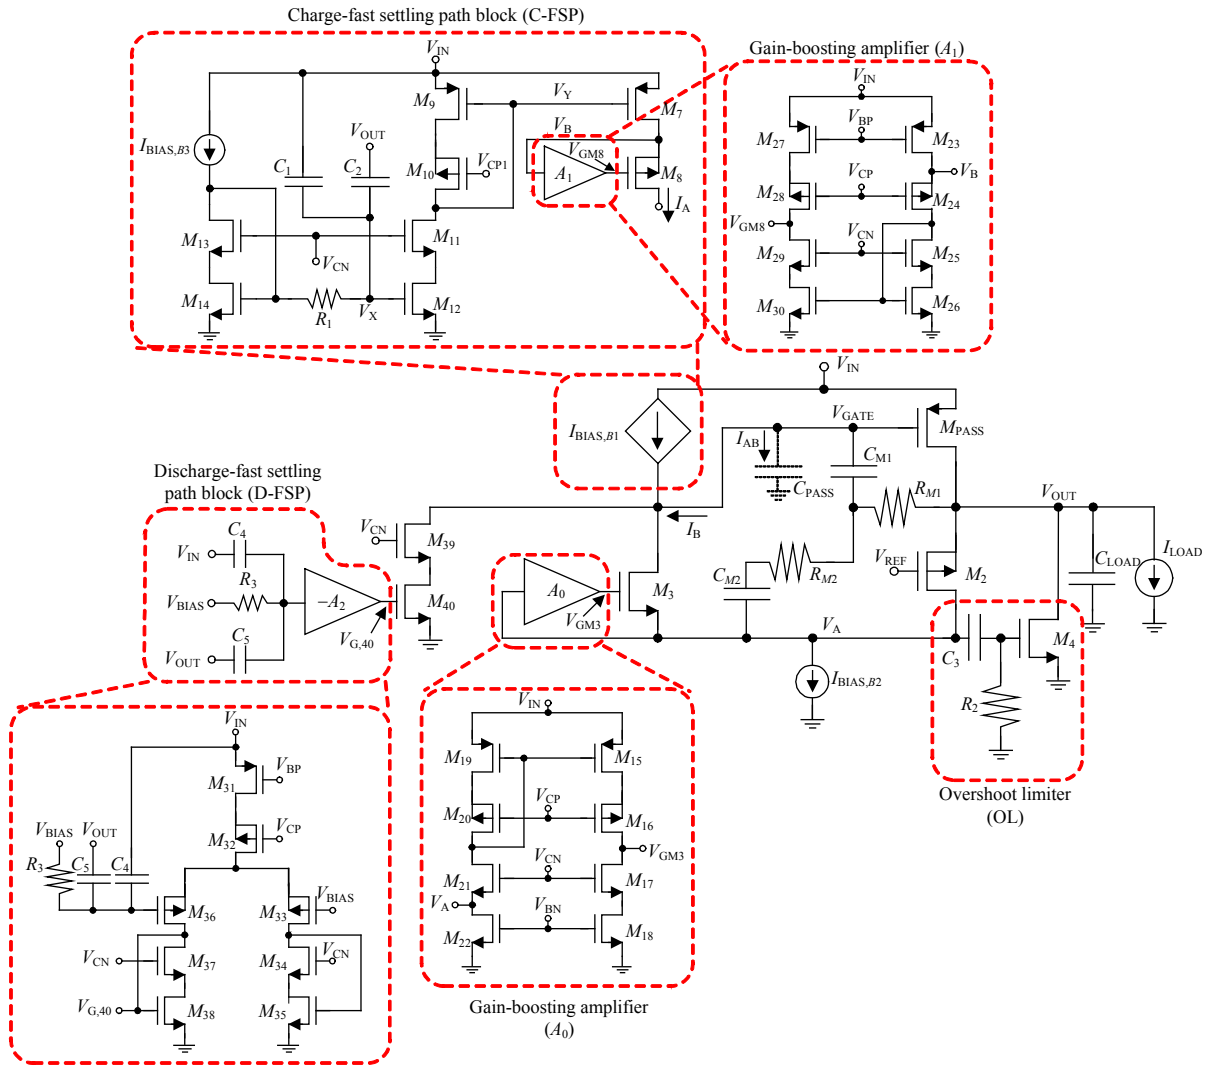 Charge-fast settling path block (C-FSP)
Gain-boosting amplifier (A1)
VIN
VIN
M9
VY
M7
M27
VBP
M23
VB
VOUT
VGM8
IBIAS,B3
C1
C2
M10
VCP1
A1
M8
IA
M28
VCP
M24
VB
VGM8
M13
M11
VCN
M29
VCN
M25
M14
R1
VX
M12
M30
M26
VIN
IBIAS,B1
VGATE
MPASS
IAB
CM1
CPASS
Discharge-fast settling
path block (D-FSP)
RM1
VOUT
C4
VIN
VCN
M39
IB
R3
VBIAS
−A2
M40
VG,40
C5
VOUT
A0
M3
VGM3
CM2
RM2
VREF
M2
CLOAD
ILOAD
VA
C3
M4
IBIAS,B2
R2
Overshoot limiter
(OL)
VIN
M31
VBP
M32
VCP
VBIAS
VOUT
R3
C5
C4
M36
M33
VBIAS
VCN
M37
M34
VCN
VG,40
M38
M35
VIN
M19
M15
M20
VCP
M16
VGM3
M21
VCN
M17
VA
VBN
M22
M18
Gain-boosting amplifier
(A0)